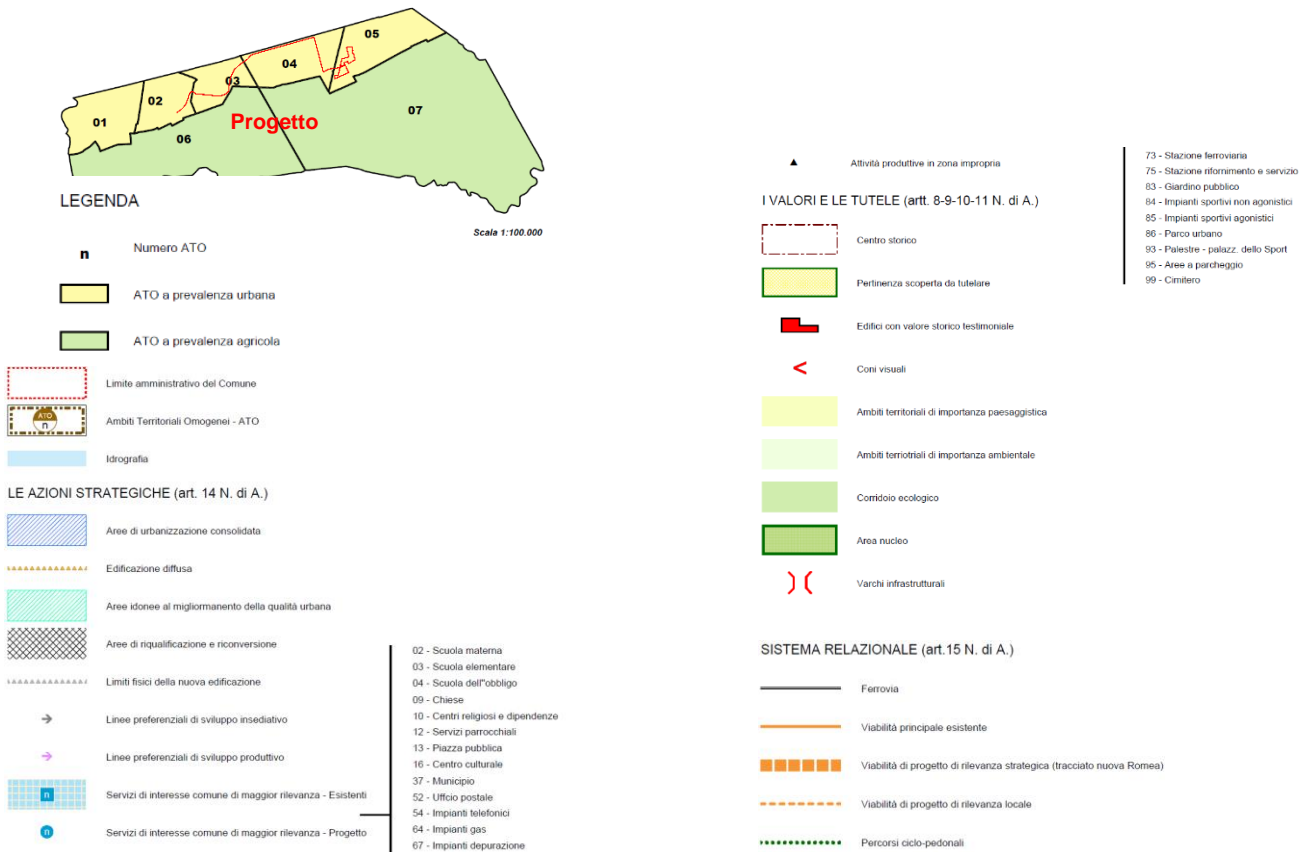 05
04
03
02
01
07
06
Progetto
Scala 1:100.000
LEGENDA
n
Numero ATO
ATO a prevalenza urbana
ATO a prevalenza agricola
Limite amministrativo del Comune
ATO
n
Ambiti Territoriali Omogenei - ATO
Idrografia
LE AZIONI STRATEGICHE (art. 14 N. di A.)
Aree di urbanizzazione consolidata
Edificazione diffusa
Aree idonee al migliormanento della qualità urbana
Aree di riqualificazione e riconversione
Limiti fisici della nuova edificazione
Linee preferenziali di sviluppo insediativo
Linee preferenziali di sviluppo produttivo
n
Servizi di interesse comune di maggior rilevanza - Esistenti
n
Servizi di interesse comune di maggior rilevanza - Progetto
02 - Scuola materna
03 - Scuola elementare
04 - Scuola dell"obbligo
09 - Chiese
10 - Centri religiosi e dipendenze
12 - Servizi parrocchiali
13 - Piazza pubblica
16 - Centro culturale
37 - Municipio
52 - Uffcio postale
54 - Impianti telefonici
64 - Impianti gas
67 - Impianti depurazione
Attività produttive in zona impropria
I VALORI E LE TUTELE (artt. 8-9-10-11 N. di A.)
Centro storico
Pertinenza scoperta da tutelare
Edifici con valore storico testimoniale
Coni visuali
Ambiti territoriali di importanza paesaggistica
Ambiti terriotriali di importanza ambientale
Corridoio ecologico
Area nucleo
Varchi infrastrutturali
73 - Stazione ferroviaria
75 - Stazione rifornimento e servizio
83 - Giardino pubblico
84 - Impianti sportivi non agonistici
85 - Impianti sportivi agonistici
86 - Parco urbano
93 - Palestre - palazz. dello Sport
95 - Aree a parcheggio
99 - Cimitero
SISTEMA RELAZIONALE (art.15 N. di A.)
Ferrovia
Viabilità principale esistente
Viabilità di progetto di rilevanza strategica (tracciato nuova Romea)
Viabilità di progetto di rilevanza locale
Percorsi ciclo-pedonali